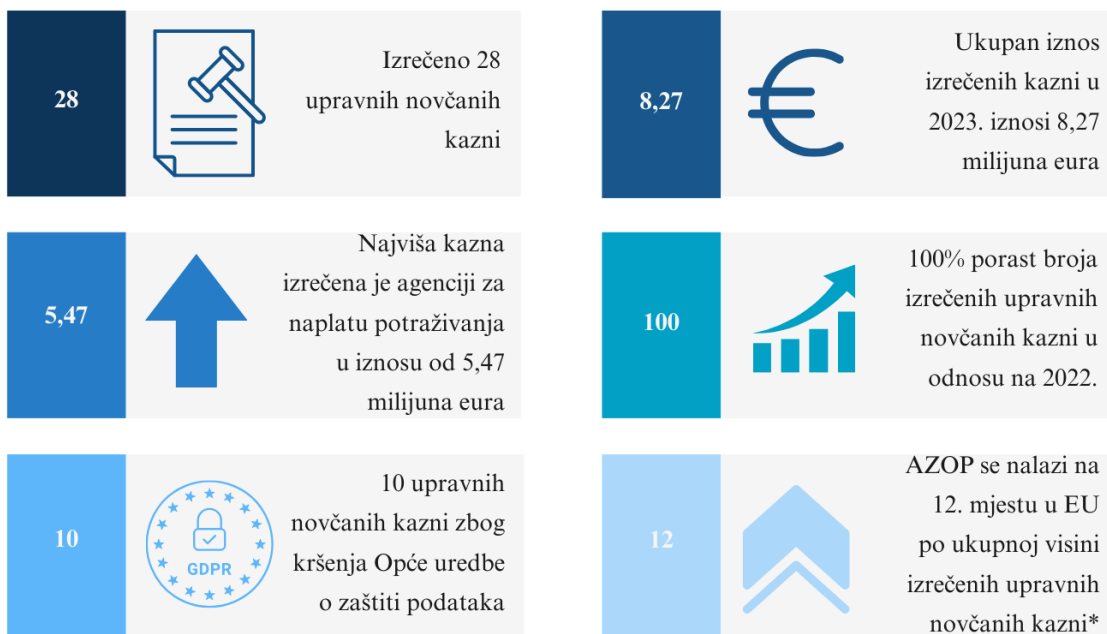 28
Izrečeno 28
upravnih novčanih
kazni
8,27
Ukupan iznos
izrečenih kazni u
2023. iznosi 8,27
milijuna eura
5,47
Najviša kazna
izrečena je agenciji za
naplatu potraživanja
u iznosu od 5,47
milijuna eura
100
100% porast broja
izrečenih upravnih
novčanih kazni u
odnosu na 2022.
10
GDPR
10 upravnih
novčanih kazni zbog
kršenja Opće uredbe
o zaštiti podataka
12
AZOP se nalazi na
12. mjestu u EU
po ukupnoj visini
izrečenih upravnih
novčanih kazni*